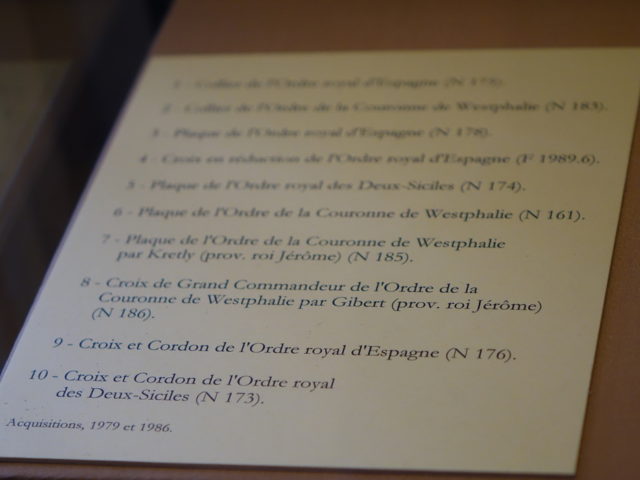 1 - Collier de l'Ordre royal d'Espagne (N 175).
2 - Collier de l'Ordre de la Couronne de Westphalie (N 183).
3 - Plaque de l'Ordre royal d'Espagne (N 178).
4 - Croix en réduction de l'Ordre royal d'Espagne (F 1989.6).
5 - Plaque de l'Ordre royal des Deux-Siciles (N 174).
6 - Plaque de l'Ordre de la Couronne de Westphalie (N 161).
7 - Plaque de l'Ordre de la Couronne de Westphalie
par Kretly (prov. roi Jérôme) (N 185).
8 - Croix de Grand Commandeur de l'Ordre de la
Couronne de Westphalie par Gibert (prov. roi Jérôme)
(N 186).
9 - Croix et Cordon de l'Ordre royal d'Espagne (N 176).
10 - Croix et Cordon de l'Ordre royal
des Deux-Siciles (N 173).
Acquisitions, 1979 et 1986.